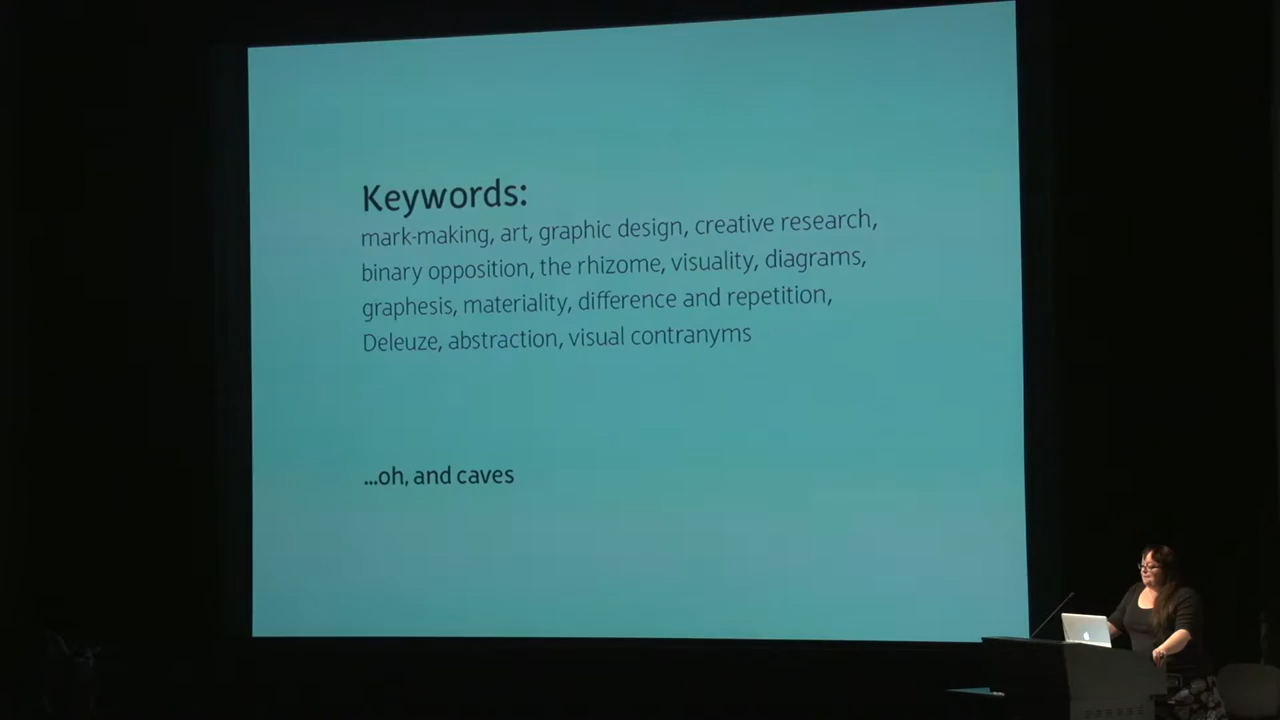 Keywords:
mark-making, art, graphic design, creative research,
binary opposition, the rhizome, visuality, diagrams,
graphesis, materiality, difference and repetition,
Deleuze, abstraction, visual contranyms
...oh, and caves